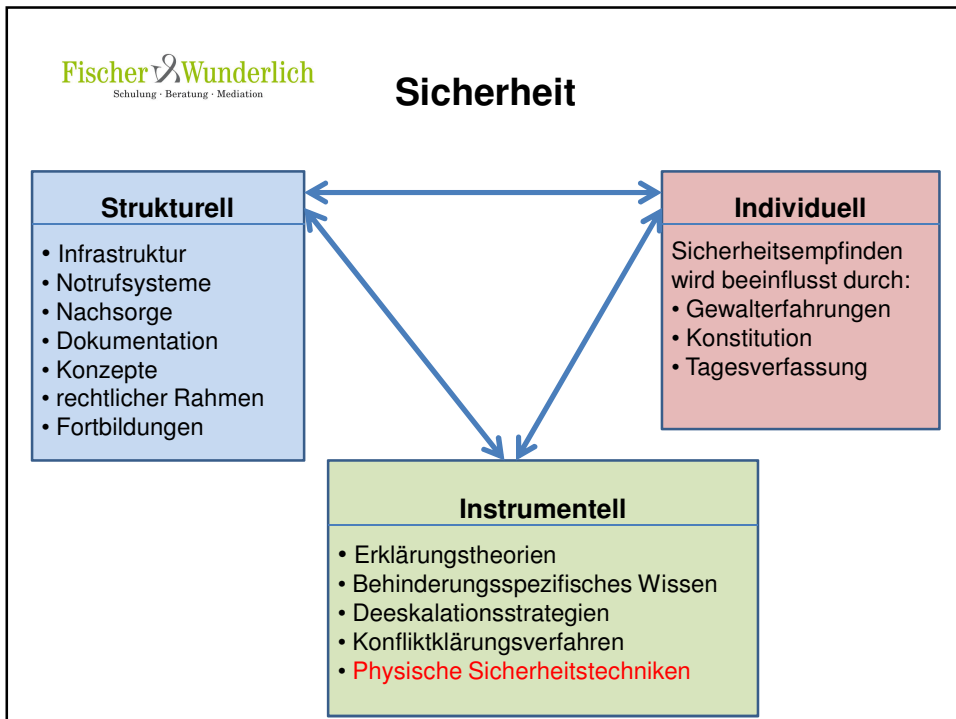 Fischer & Wunderlich
Schulung · Beratung · Mediation
Sicherheit
Strukturell
• Infrastruktur
• Notrufsysteme
• Nachsorge
• Dokumentation
• Konzepte
• rechtlicher Rahmen
• Fortbildungen
Individuell
Sicherheitsempfinden
wird beeinflusst durch:
• Gewalterfahrungen
• Konstitution
• Tagesverfassung
Instrumentell
• Erklärungstheorien
• Behinderungsspezifisches Wissen
• Deeskalationsstrategien
• Konfliktklärungsverfahren
• Physische Sicherheitstechniken